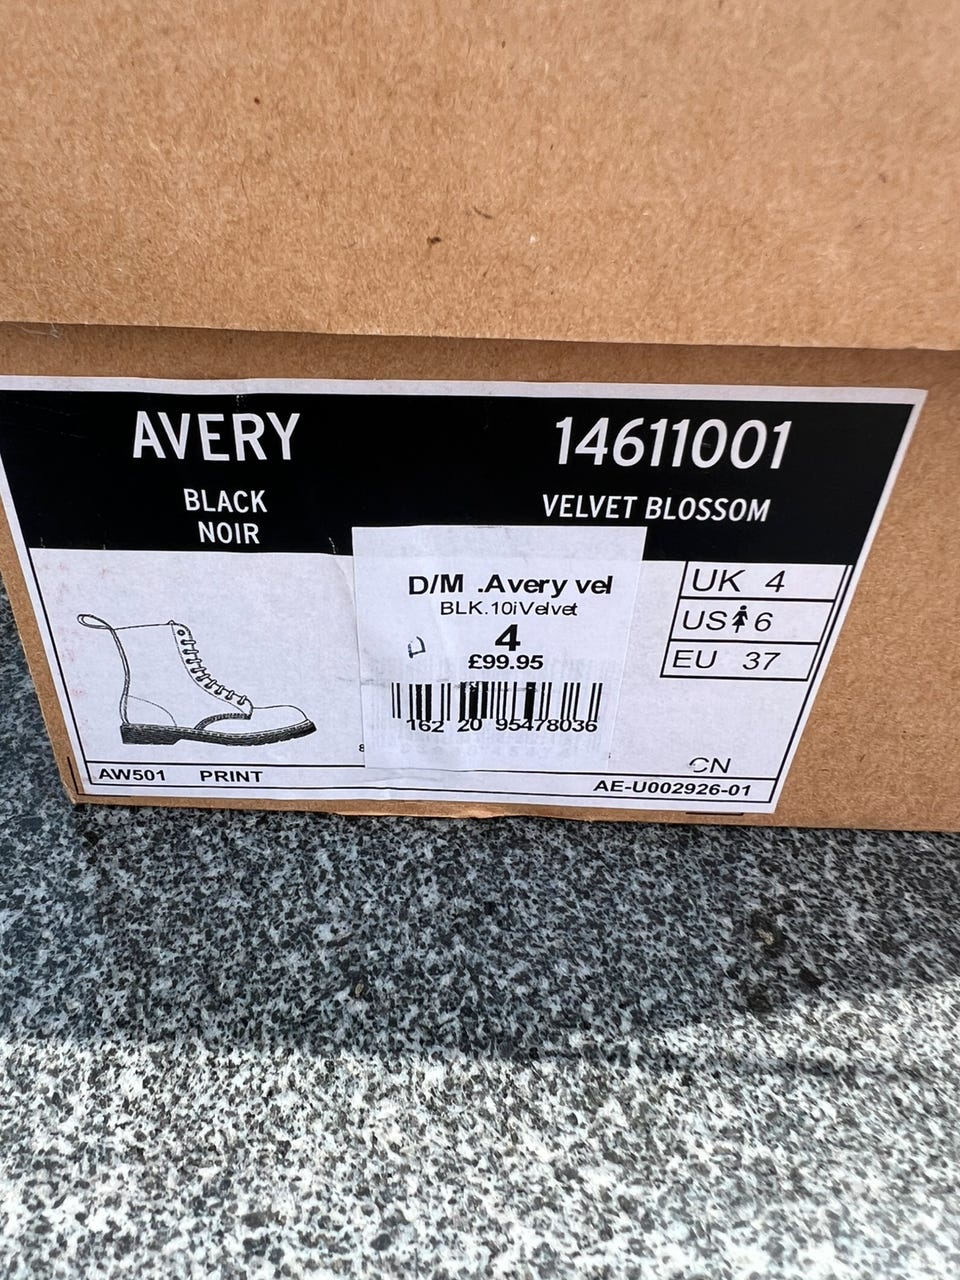 AVERY
14611001
BLACK
NOIR
VELVET BLOSSOM
D/M .Avery vel
BLK.10iVelvet
4
£99.95
162 20 95478036
UK 4
US 6
EU 37
CN
AW501 PRINT
AE-U002926-01